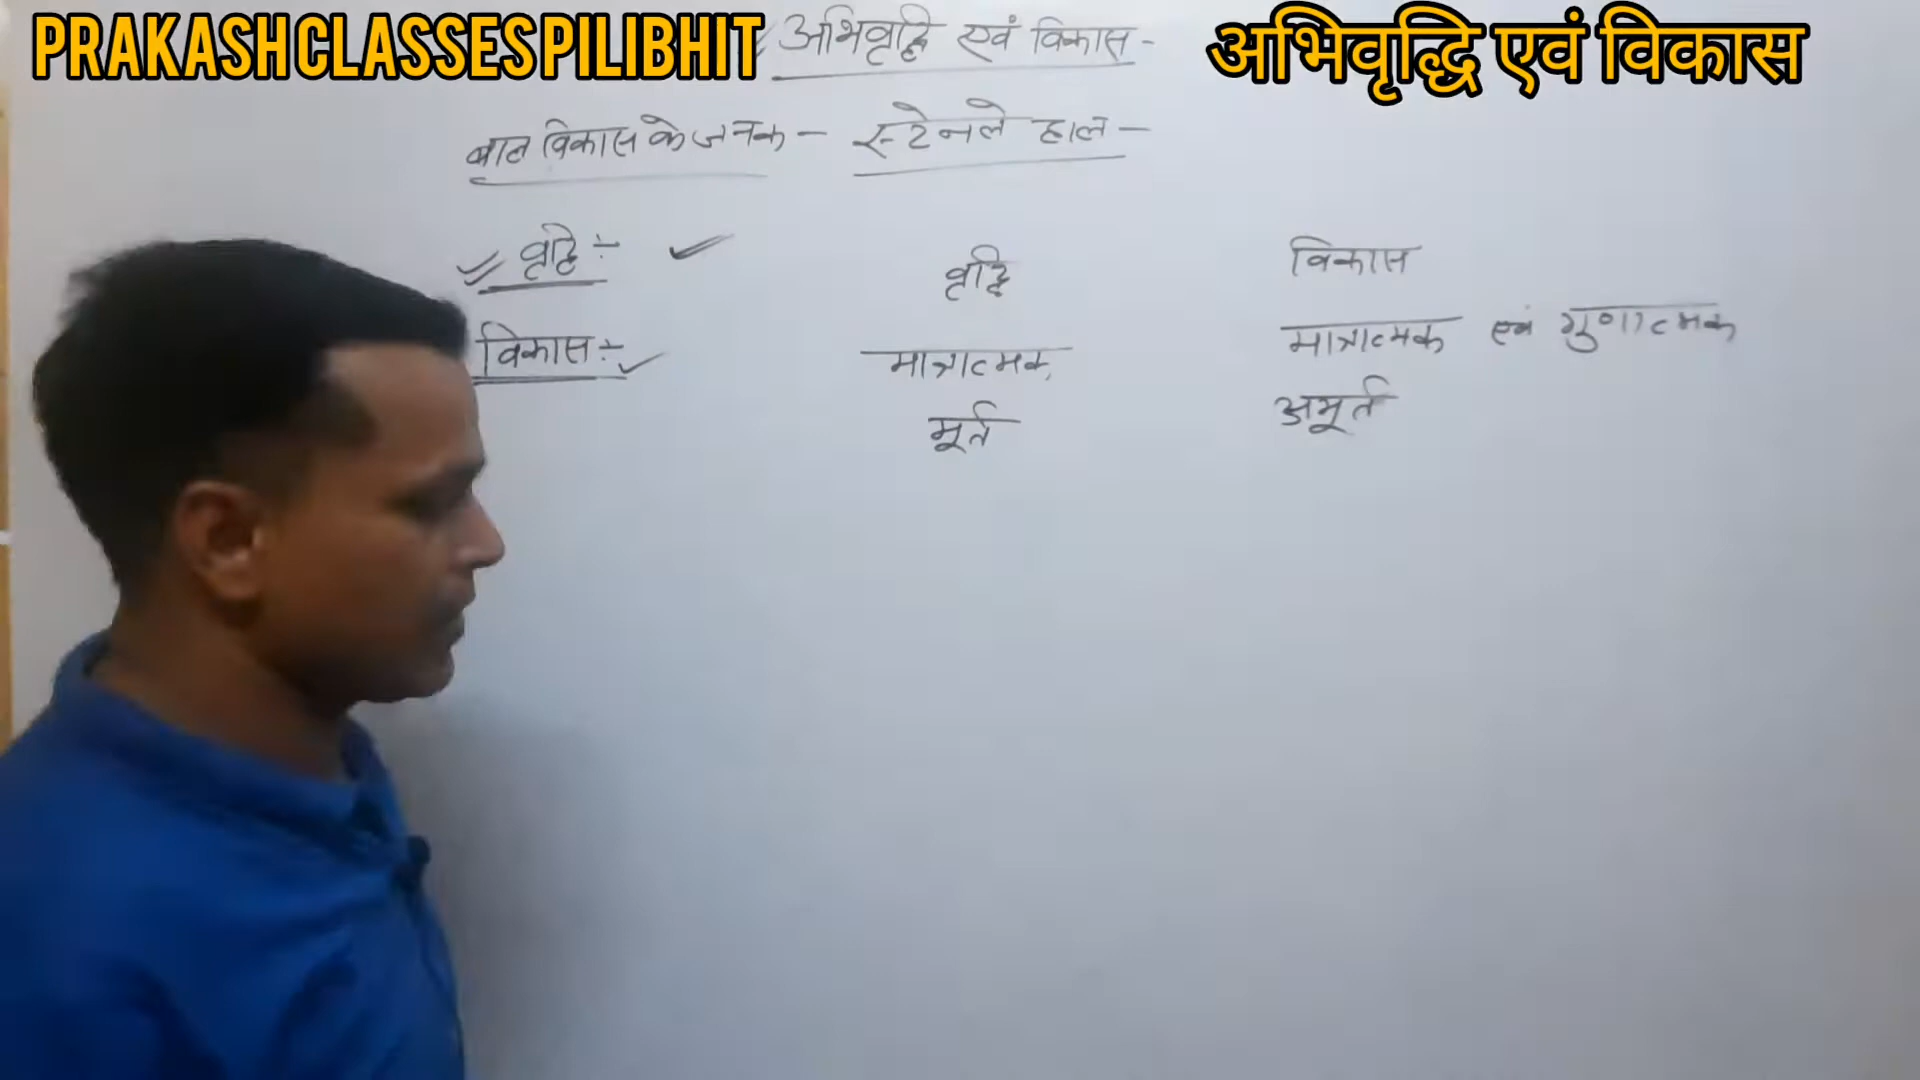 PRAKASH CLASSES PILIBHIT
अभिवृद्धि एवं विकास
अभिवृद्धि एवं विकास -
बाल विकास के जनक - स्टेनले हाल -
वृद्धि ÷
विकास ÷
वृद्धि विकास
मात्रात्मक मात्रात्मक एवं गुणात्मक
मूर्त अमूर्त